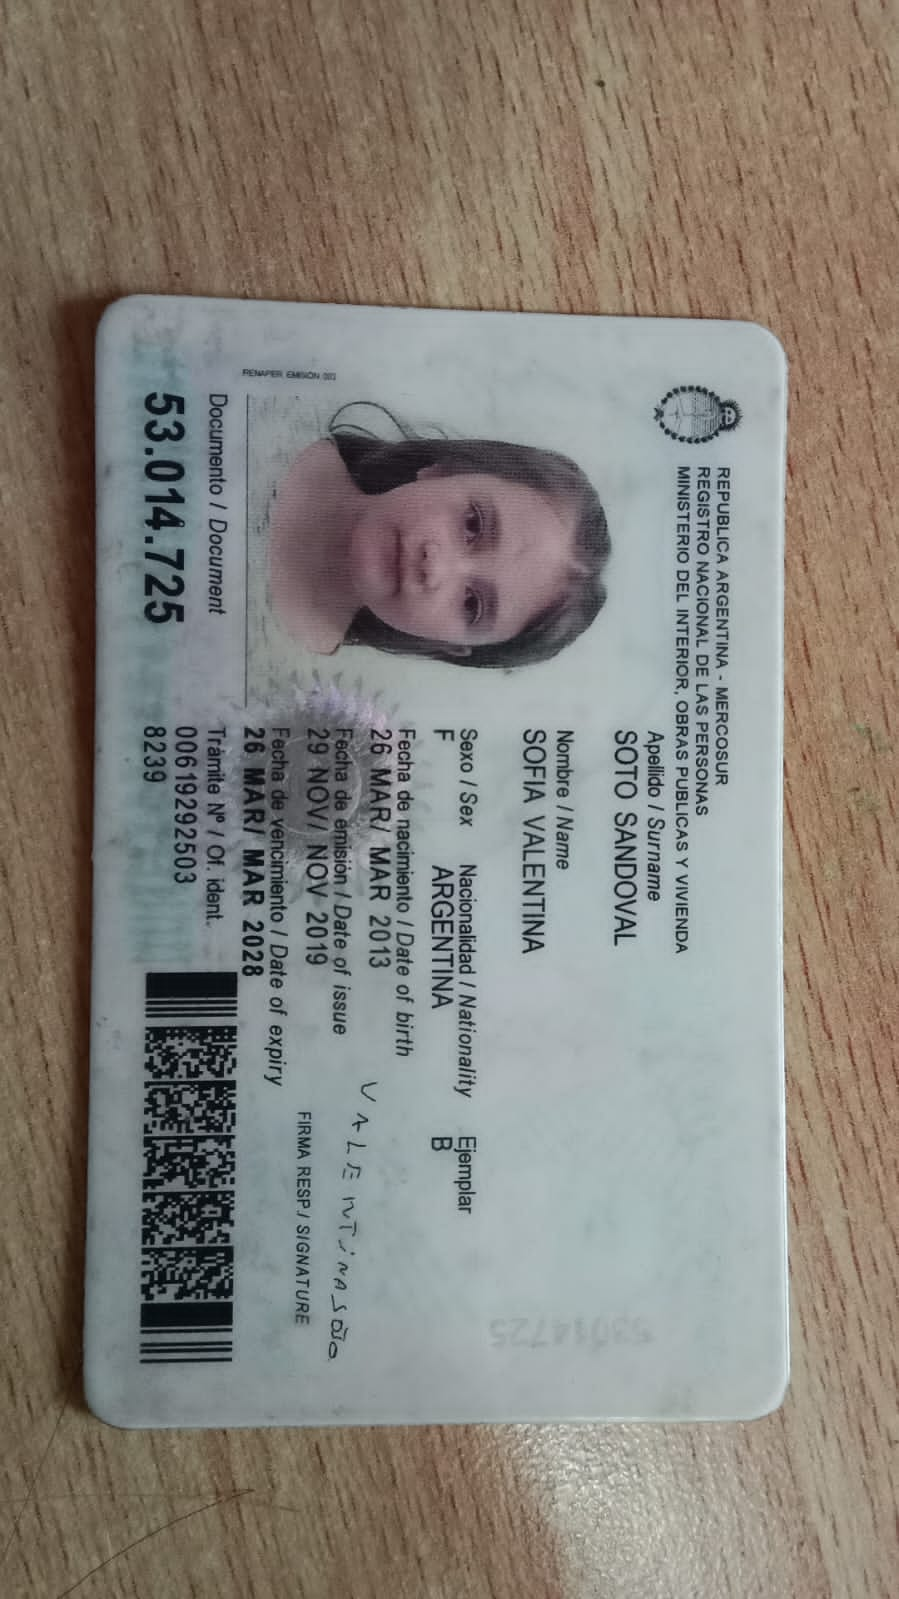 REPUBLICA ARGENTINA - MERCOSUR
REGISTRO NACIONAL DE LAS PERSONAS
MINISTERIO DEL INTERIOR, OBRAS PUBLICAS Y VIVIENDA
Apellido / Surname
SOTO SANDOVAL
Nombre / Name
SOFIA VALENTINA
Sexo / Sex Nacionalidad / Nationality Ejemplar
F ARGENTINA B
Fecha de nacimiento / Date of birth
26 MAR/ MAR 2013
Fecha de emisión / Date of issue
29 NOV/ NOV 2019
Fecha de vencimiento / Date of expiry
26 MAR/ MAR 2028
VALENTINA SOTO
FIRMA RESP./ SIGNATURE
RENAPER EMISIÓN 003
Documento / Document
53.014.725
Trámite Nº / Of. ident.
00619292503
8239
53014725